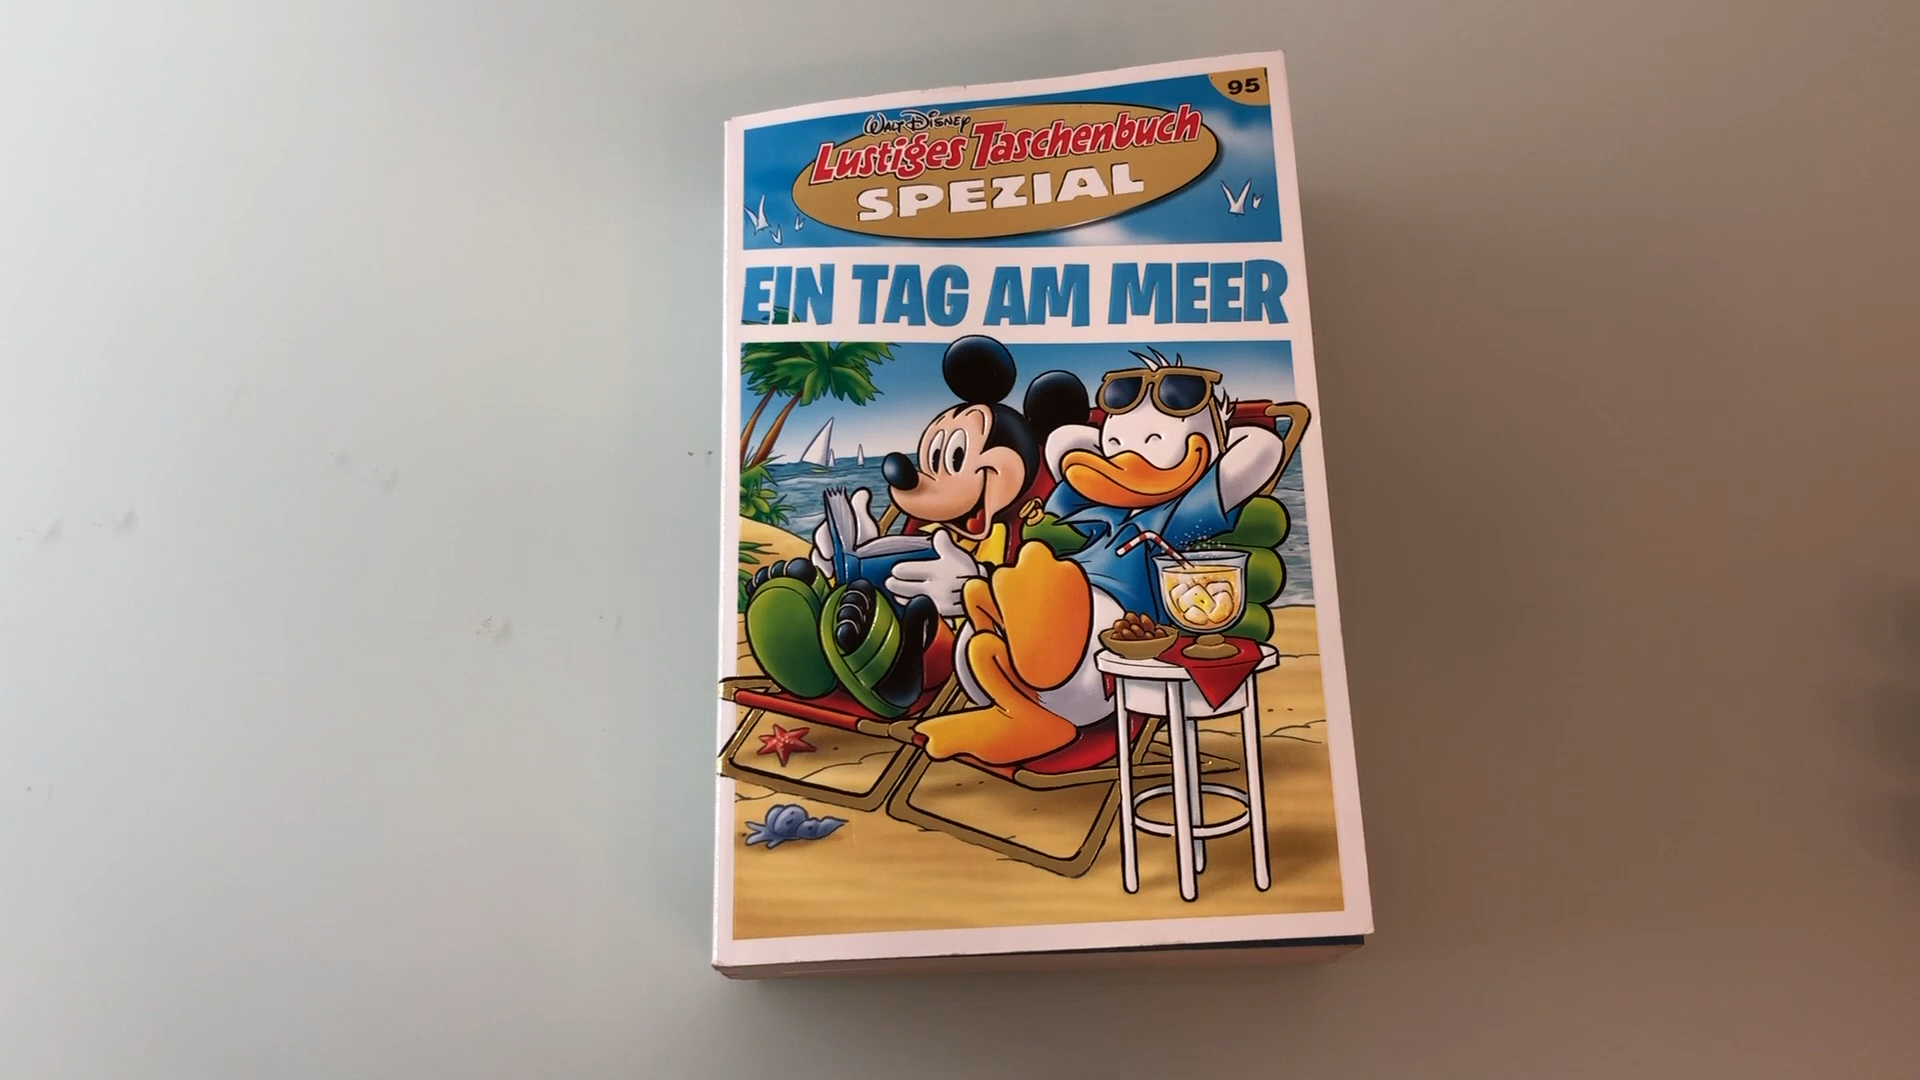 95
Walt Disney
Lustiges Taschenbuch
SPEZIAL
EIN TAG AM MEER